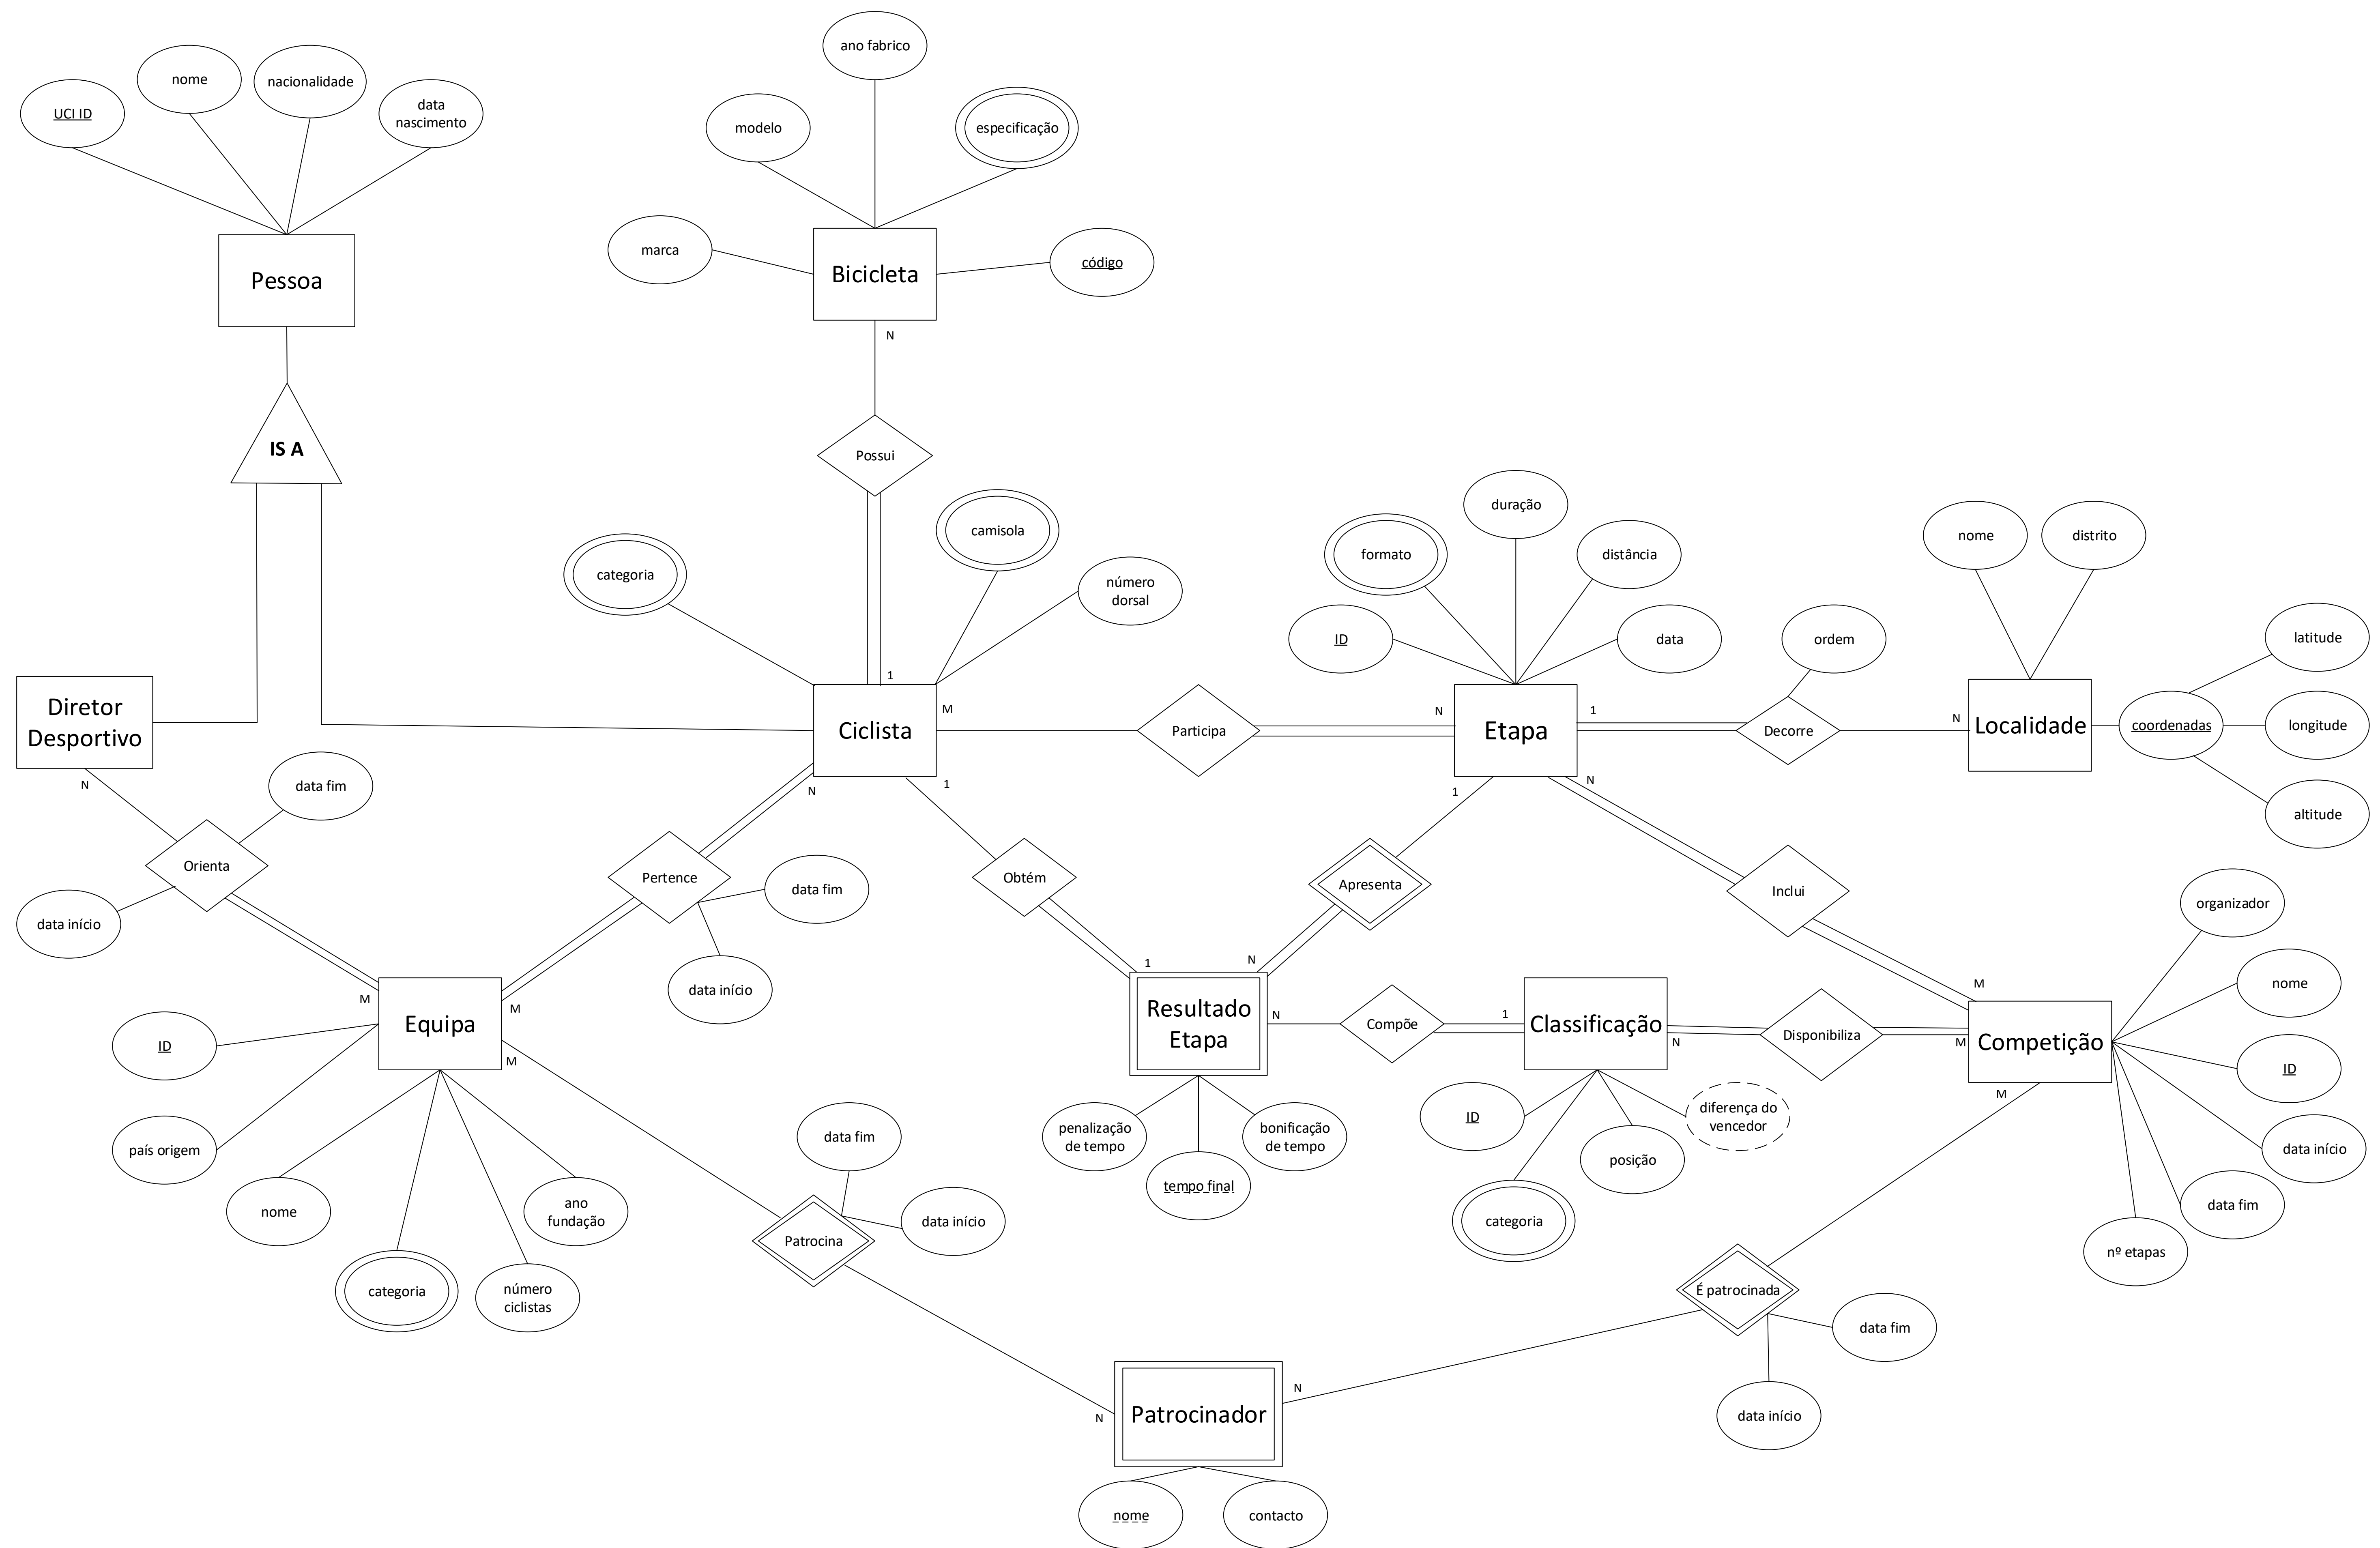 ano fabrico
nome
nacionalidade
UCI ID
data
nascimento
modelo
especificação
marca
código
Pessoa
Bicicleta
N
IS A
Possui
camisola
categoria
número
dorsal
1
M
duração
formato
distância
ID
data
ordem
nome
distrito
latitude
longitude
altitude
coordenadas
Diretor
Desportivo
Ciclista
Participa
N
Etapa
1
Decorre
N
Localidade
N
data fim
Orienta
data início
M
N
Pertence
data fim
data início
M
1
Obtém
1
1
Apresenta
N
N
Inclui
M
organizador
nome
ID
data início
data fim
nº etapas
Equipa
ID
país origem
nome
categoria
número
ciclistas
ano
fundação
M
Resultado
Etapa
N
Compõe
1
Classificação
N
Disponibiliza
M
Competição
M
penalização
de tempo
tempo final
bonificação
de tempo
ID
categoria
posição
diferença do
vencedor
data fim
data início
Patrocina
N
É patrocinada
data fim
data início
N
Patrocinador
nome
contacto